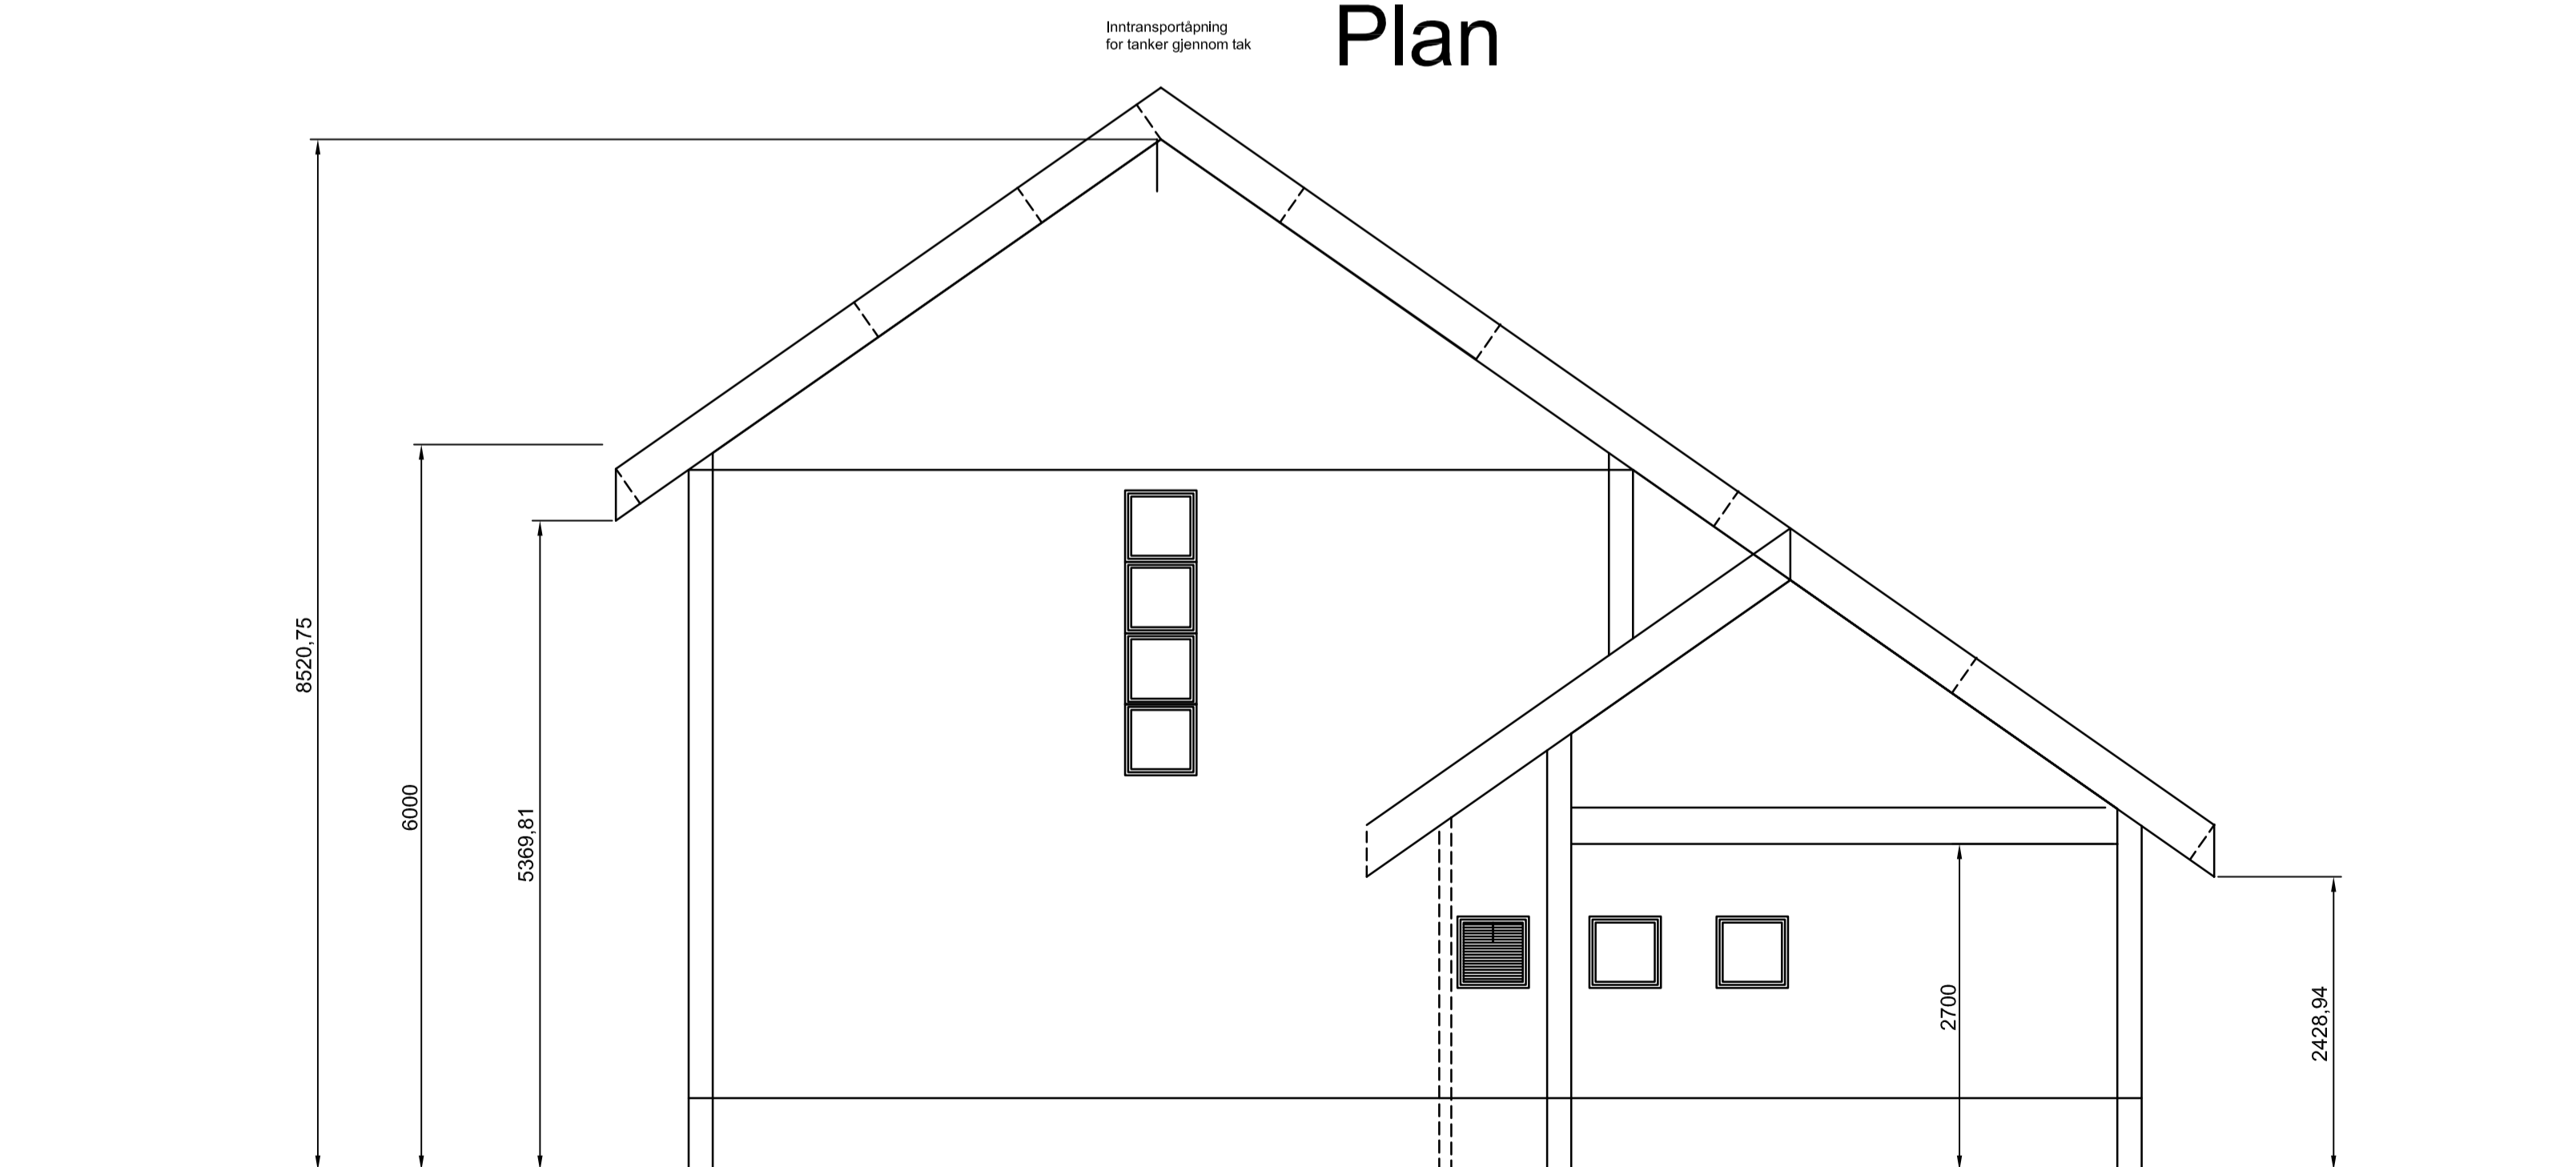 Inntransportåpning
for tanker gjennom tak
Plan
8520,75
6000
5369,81
2700
2428,94